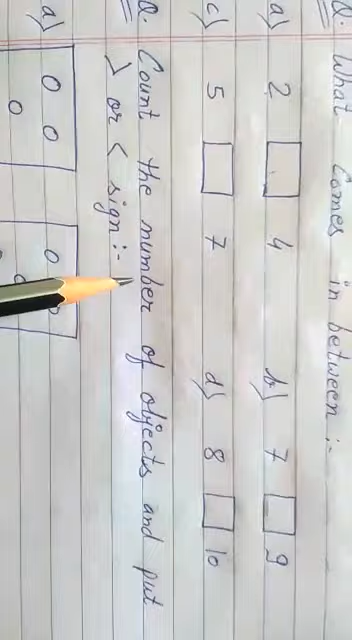 Q. What Comes in between :-
a) 2 4 b) 7 9
c) 5 7 d) 8 10
Q. Count the number of objects and put
> or < sign :-
a)